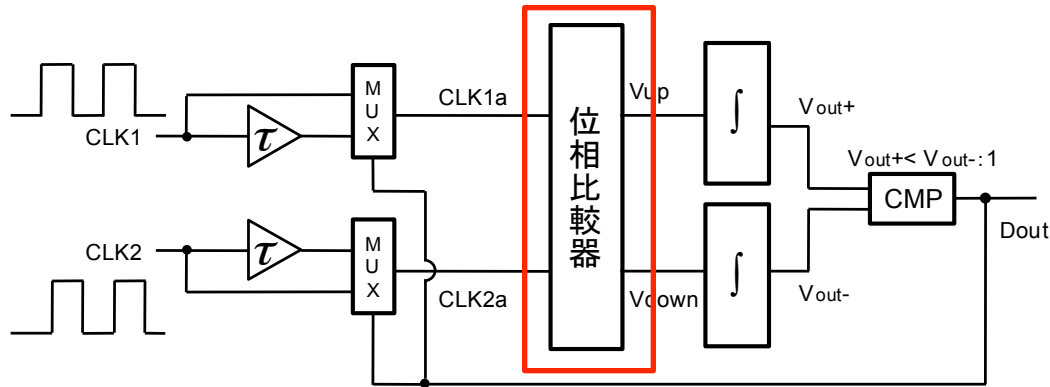 CLK1
τ
MUX
CLK1a
位相比較器
Vup
∫
Vout+
Vout+< Vout-:1
CMP
Dout
CLK2
τ
MUX
CLK2a
Vdown
∫
Vout-